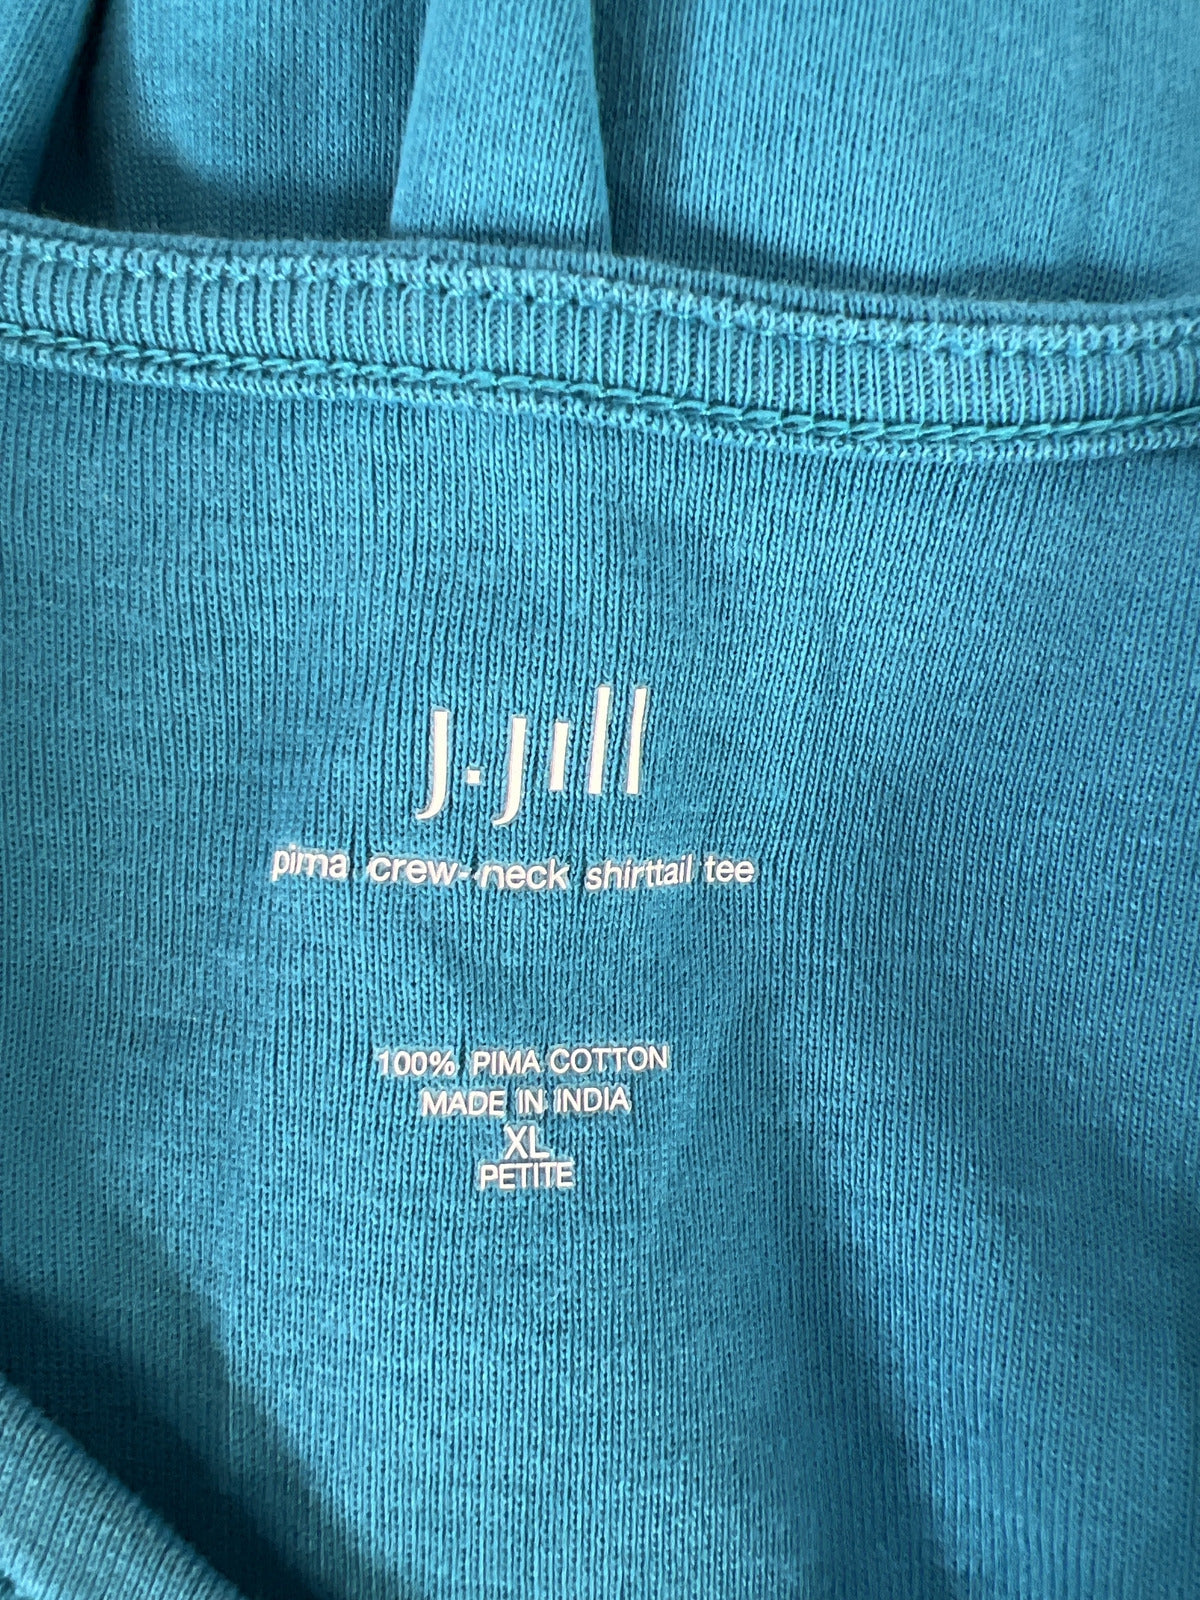 J.Jill
pima crew-neck shirttail tee
100% PIMA COTTON
MADE IN INDIA
XL
PETITE